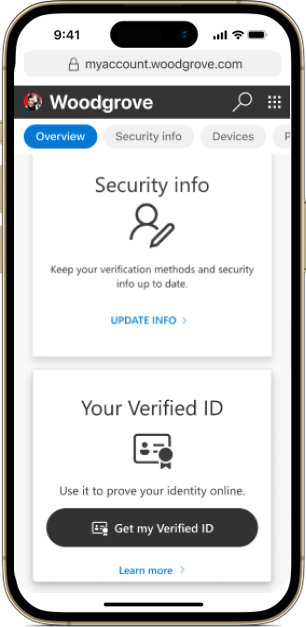 9:41
myaccount.woodgrove.com
Woodgrove
Overview Security info Devices P
Security info
Keep your verification methods and security
info up to date.
UPDATE INFO >
Your Verified ID
Use it to prove your identity online.
Get my Verified ID
Learn more >